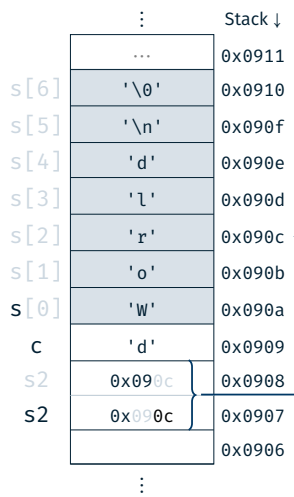 ⋮ Stack ↓
... 0x0911
s[6] '\0' 0x0910
s[5] '\n' 0x090f
s[4] 'd' 0x090e
s[3] 'l' 0x090d
s[2] 'r' 0x090c
s[1] 'o' 0x090b
s[0] 'W' 0x090a
c 'd' 0x0909
s2 0x090c 0x0908
s2 0x090c 0x0907
0x0906
⋮